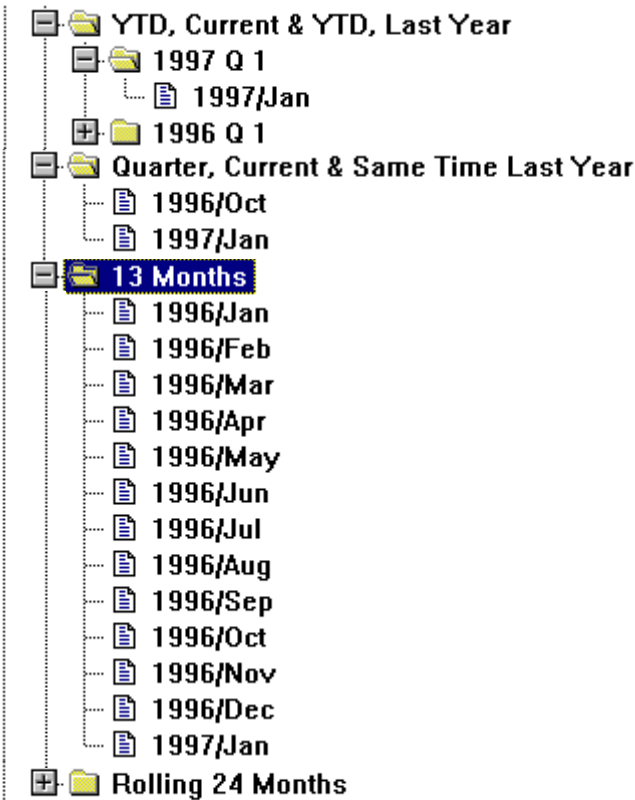 YTD, Current & YTD, Last Year
1997 Q 1
1997/Jan
1996 Q 1
Quarter, Current & Same Time Last Year
1996/Oct
1997/Jan
13 Months
1996/Jan
1996/Feb
1996/Mar
1996/Apr
1996/May
1996/Jun
1996/Jul
1996/Aug
1996/Sep
1996/Oct
1996/Nov
1996/Dec
1997/Jan
Rolling 24 Months